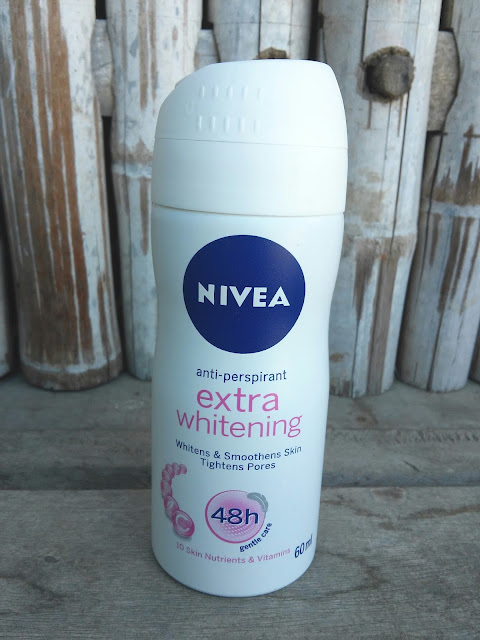 NIVEA
anti-perspirant
extra
whitening
Whitens & Smoothens Skin
Tightens Pores
C
48h
gentle care
10 Skin Nutrients & Vitamins
60 ml